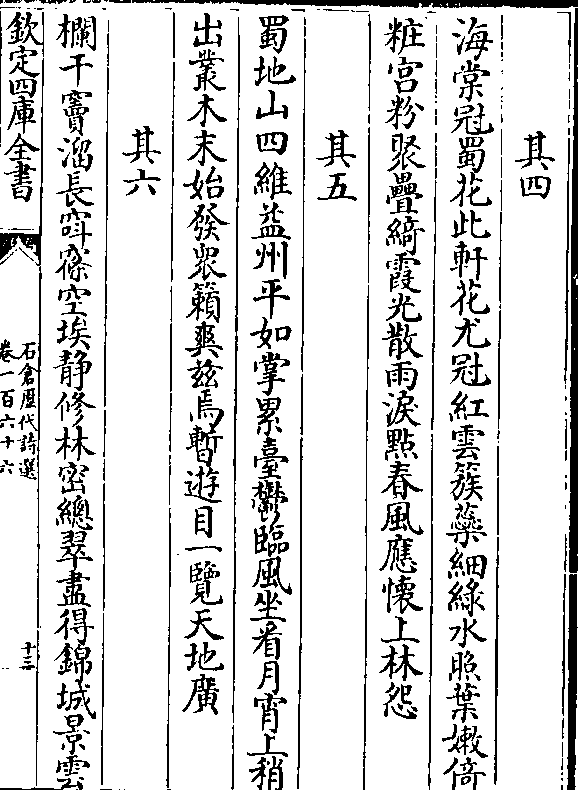 其四
海棠冠蜀花此軒花尤冠紅雲簇蘂細綠水照葉嫩倚
粧宫粉聚疊綺霞光散雨淚點春風應懷上林怨
其五
蜀地山四維益州平如掌累臺鬱臨風坐看月宵上稍
出叢木末始發衆籟爽兹焉暫遊目一覽天地廣
其六
欄干竇溜長窔篠空埃静修林密總翠盡得錦城景雲
欽定四庫全書
石倉歷代詩選
卷一百六十六
十三